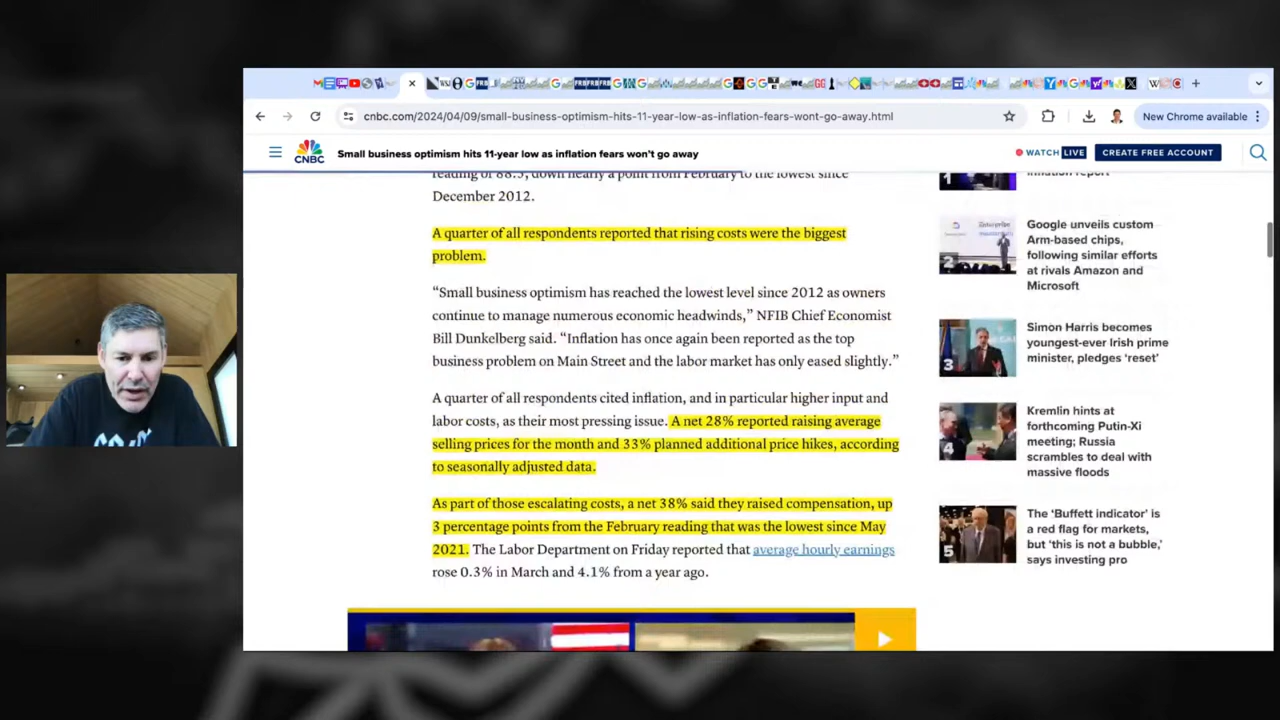 cnbc.com/2024/04/09/small-business-optimism-hits-11-year-low-as-inflation-fears-wont-go-away.html
New Chrome available
CNBC
Small business optimism hits 11-year low as inflation fears won't go away
WATCH LIVE
CREATE FREE ACCOUNT
reading of 88.5, down nearly a point from February to the lowest since
December 2012.
A quarter of all respondents reported that rising costs were the biggest
problem.
“Small business optimism has reached the lowest level since 2012 as owners
continue to manage numerous economic headwinds,” NFIB Chief Economist
Bill Dunkelberg said. “Inflation has once again been reported as the top
business problem on Main Street and the labor market has only eased slightly.”
A quarter of all respondents cited inflation, and in particular higher input and
labor costs, as their most pressing issue. A net 28% reported raising average
selling prices for the month and 33% planned additional price hikes, according
to seasonally adjusted data.
As part of those escalating costs, a net 38% said they raised compensation, up
3 percentage points from the February reading that was the lowest since May
2021. The Labor Department on Friday reported that average hourly earnings
rose 0.3% in March and 4.1% from a year ago.
1
inflation report
2
Google unveils custom
Arm-based chips,
following similar efforts
at rivals Amazon and
Microsoft
3
Simon Harris becomes
youngest-ever Irish prime
minister, pledges ‘reset’
4
Kremlin hints at
forthcoming Putin-Xi
meeting; Russia
scrambles to deal with
massive floods
5
The ‘Buffett indicator’ is
a red flag for markets,
but ‘this is not a bubble,’
says investing pro